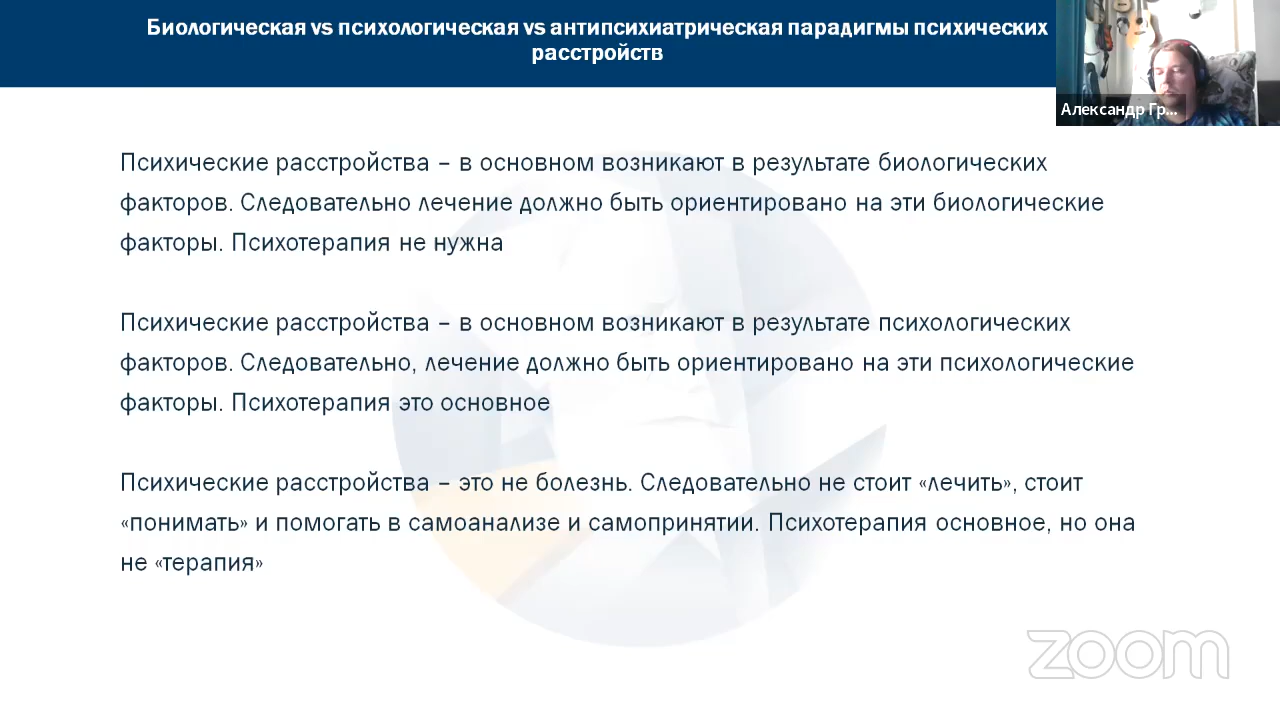 Биологическая vs психологическая vs антипсихиатрическая парадигмы психических
расстройств
Александр Гр...
Психические расстройства – в основном возникают в результате биологических
факторов. Следовательно лечение должно быть ориентировано на эти биологические
факторы. Психотерапия не нужна
Психические расстройства – в основном возникают в результате психологических
факторов. Следовательно, лечение должно быть ориентировано на эти психологические
факторы. Психотерапия это основное
Психические расстройства – это не болезнь. Следовательно не стоит «лечить», стоит
«понимать» и помогать в самоанализе и самопринятии. Психотерапия основное, но она
не «терапия»
zoom